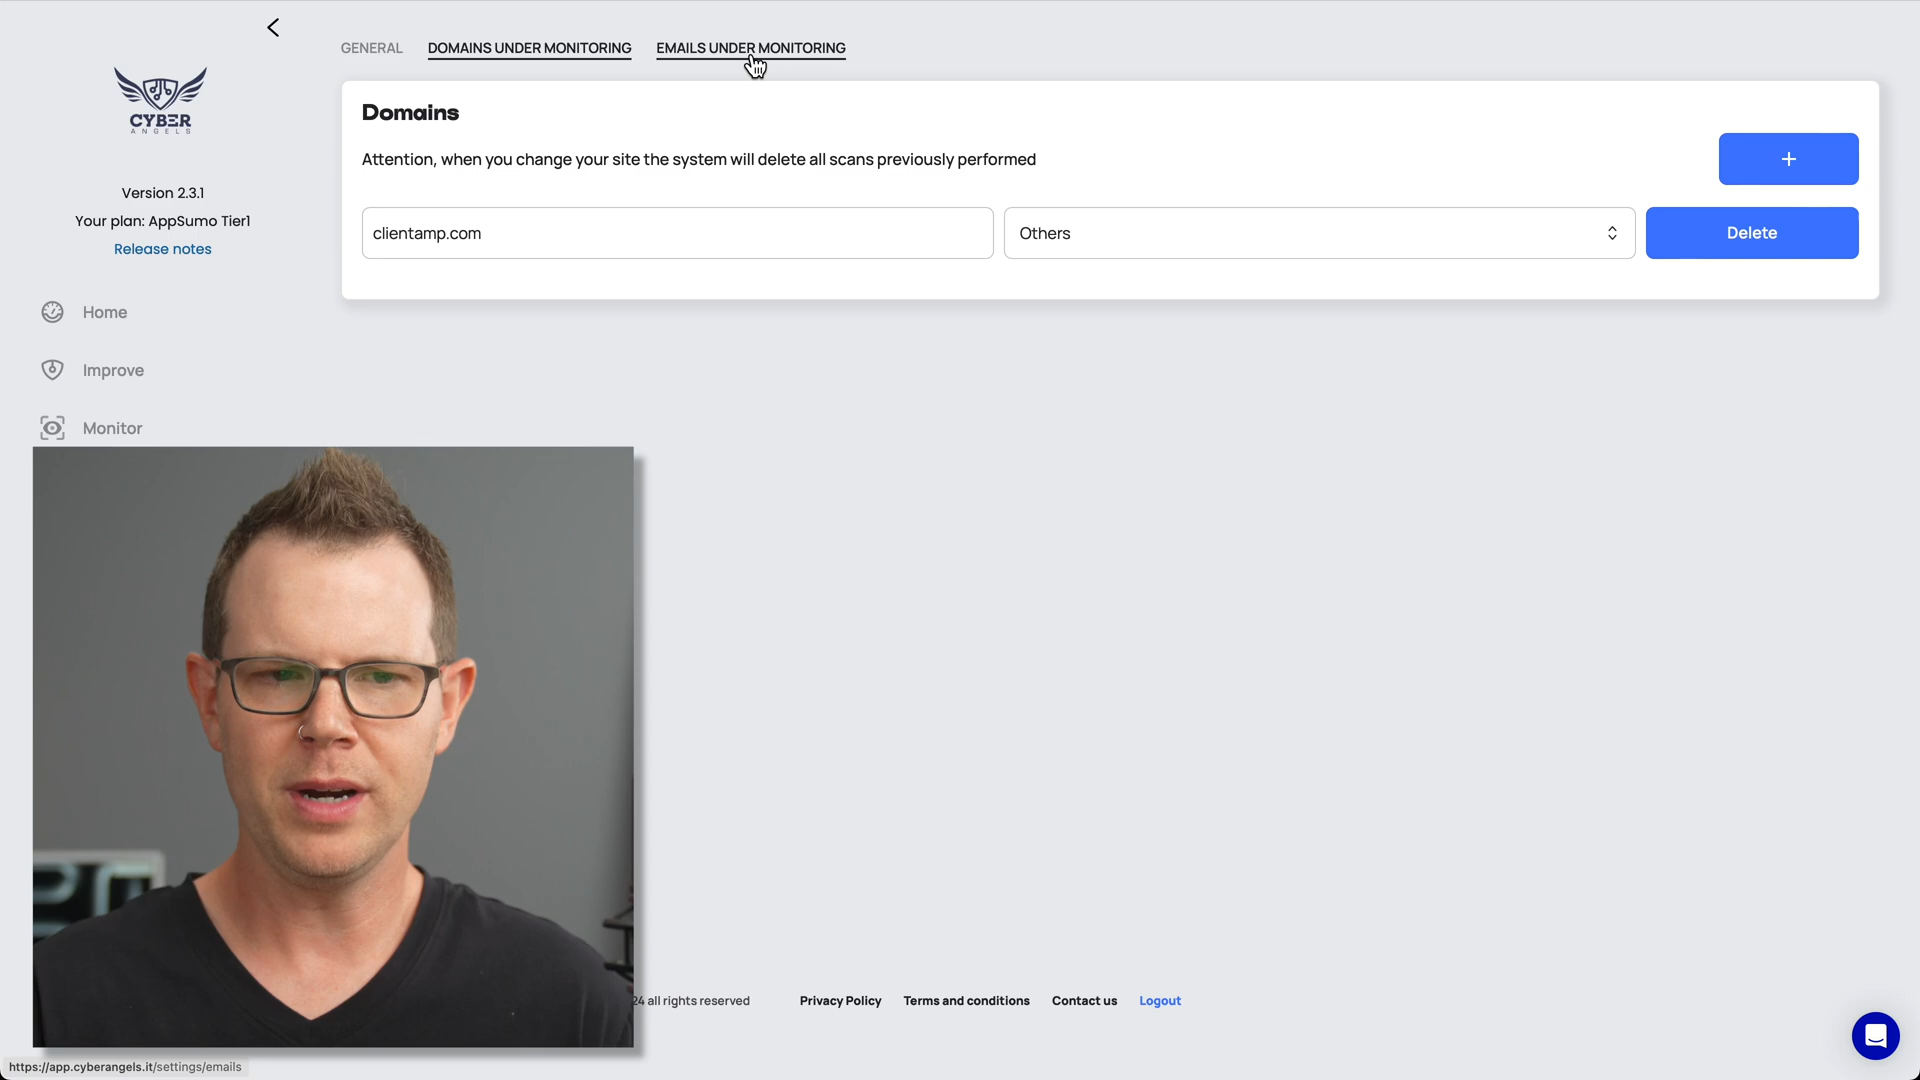 GENERAL DOMAINS UNDER MONITORING EMAILS UNDER MONITORING
CYBER
ANGELS
Version 2.3.1
Your plan: AppSumo Tier1
Release notes
Home
Improve
Monitor
Domains
Attention, when you change your site the system will delete all scans previously performed
+
clientamp.com Others Delete
24 all rights reserved Privacy Policy Terms and conditions Contact us Logout
https://app.cyberangels.it/settings/emails